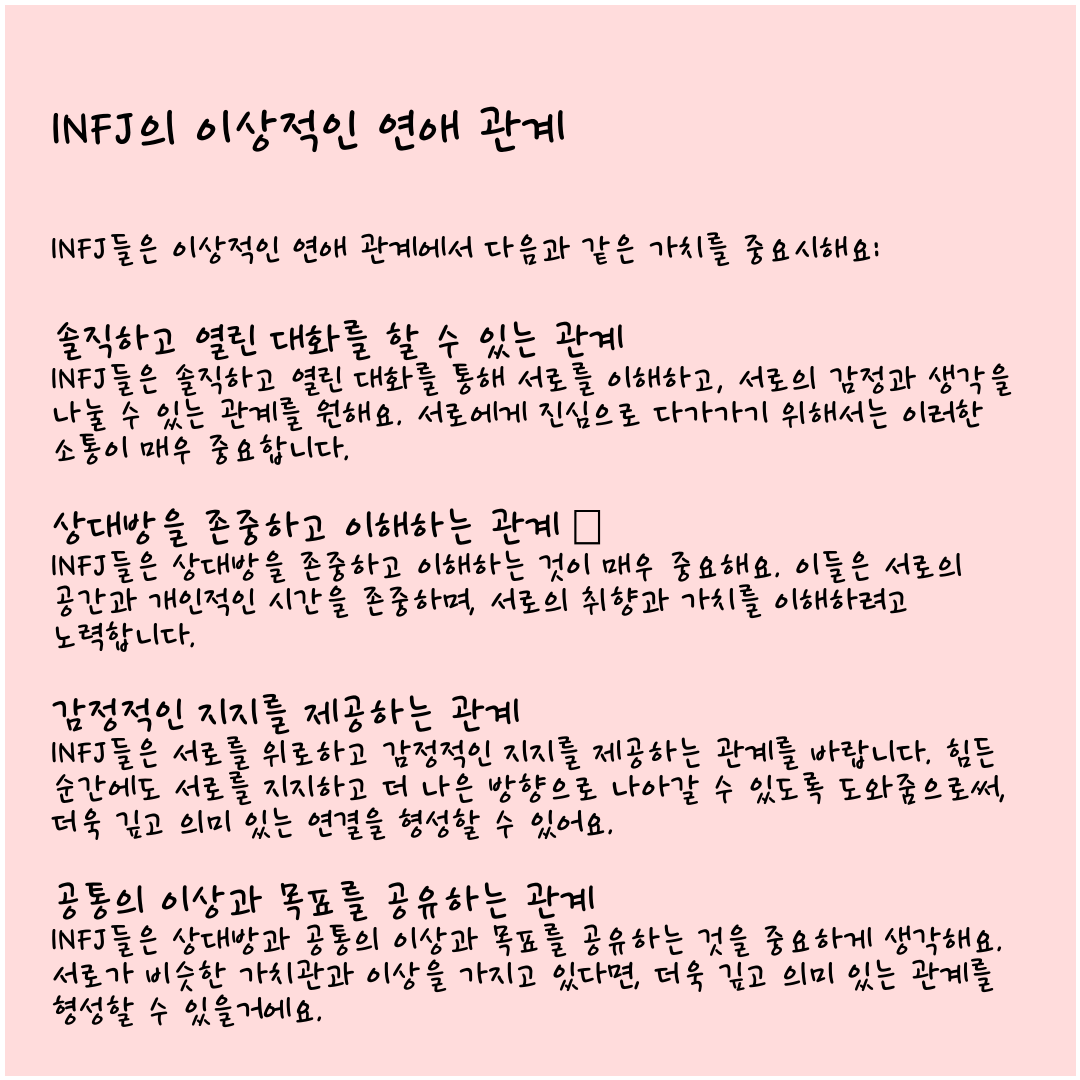 INFJ의 이상적인 연애 관계
INFJ들은 이상적인 연애 관계에서 다음과 같은 가치를 중요시해요:
솔직하고 열린 대화를 할 수 있는 관계
INFJ들은 솔직하고 열린 대화를 통해 서로를 이해하고, 서로의 감정과 생각을
나눌 수 있는 관계를 원해요. 서로에게 진심으로 다가가기 위해서는 이러한
소통이 매우 중요합니다.
상대방을 존중하고 이해하는 관계 □
INFJ들은 상대방을 존중하고 이해하는 것이 매우 중요해요. 이들은 서로의
공간과 개인적인 시간을 존중하며, 서로의 취향과 가치를 이해하려고
노력합니다.
감정적인 지지를 제공하는 관계
INFJ들은 서로를 위로하고 감정적인 지지를 제공하는 관계를 바랍니다. 힘든
순간에도 서로를 지지하고 더 나은 방향으로 나아갈 수 있도록 도와줌으로써,
더욱 깊고 의미 있는 연결을 형성할 수 있어요.
공통의 이상과 목표를 공유하는 관계
INFJ들은 상대방과 공통의 이상과 목표를 공유하는 것을 중요하게 생각해요.
서로가 비슷한 가치관과 이상을 가지고 있다면, 더욱 깊고 의미 있는 관계를
형성할 수 있을거에요.